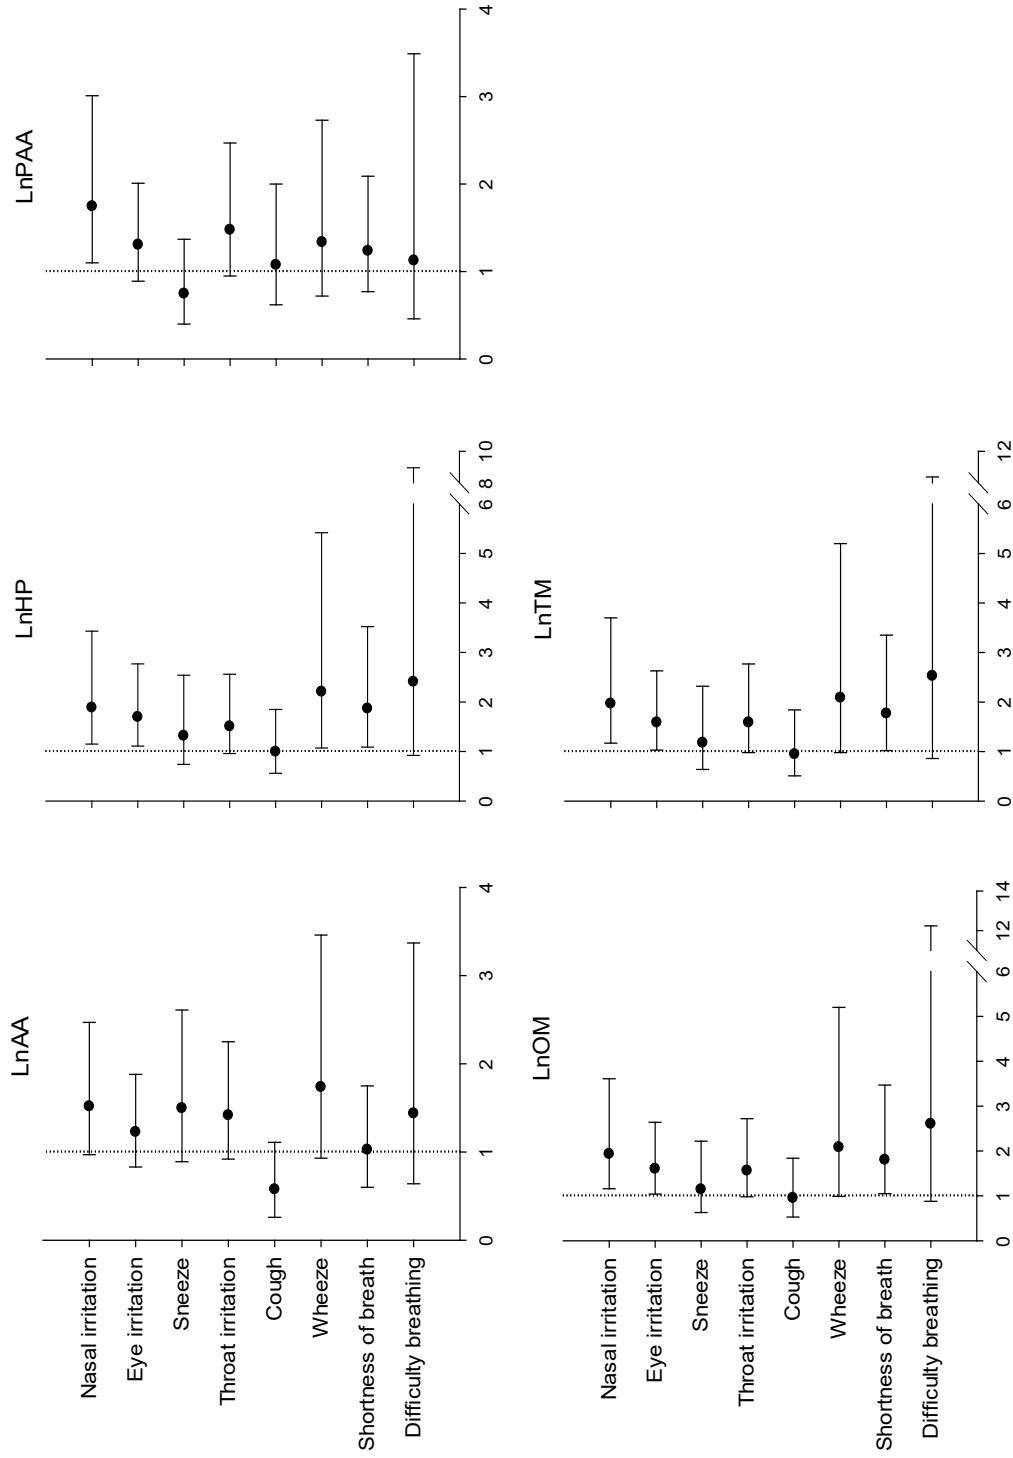 LnAA
LnHP
LnPAA
Nasal irritation
Eye irritation
Sneeze
Throat irritation
Cough
Wheeze
Shortness of breath
Difficulty breathing
0 1 2 3 4
0 1 2 3 4 5 6 8 10
0 1 2 3 4
LnOM
LnTM
Nasal irritation
Eye irritation
Sneeze
Throat irritation
Cough
Wheeze
Shortness of breath
Difficulty breathing
0 1 2 3 4 5 6 12 14
0 1 2 3 4 5 6 12